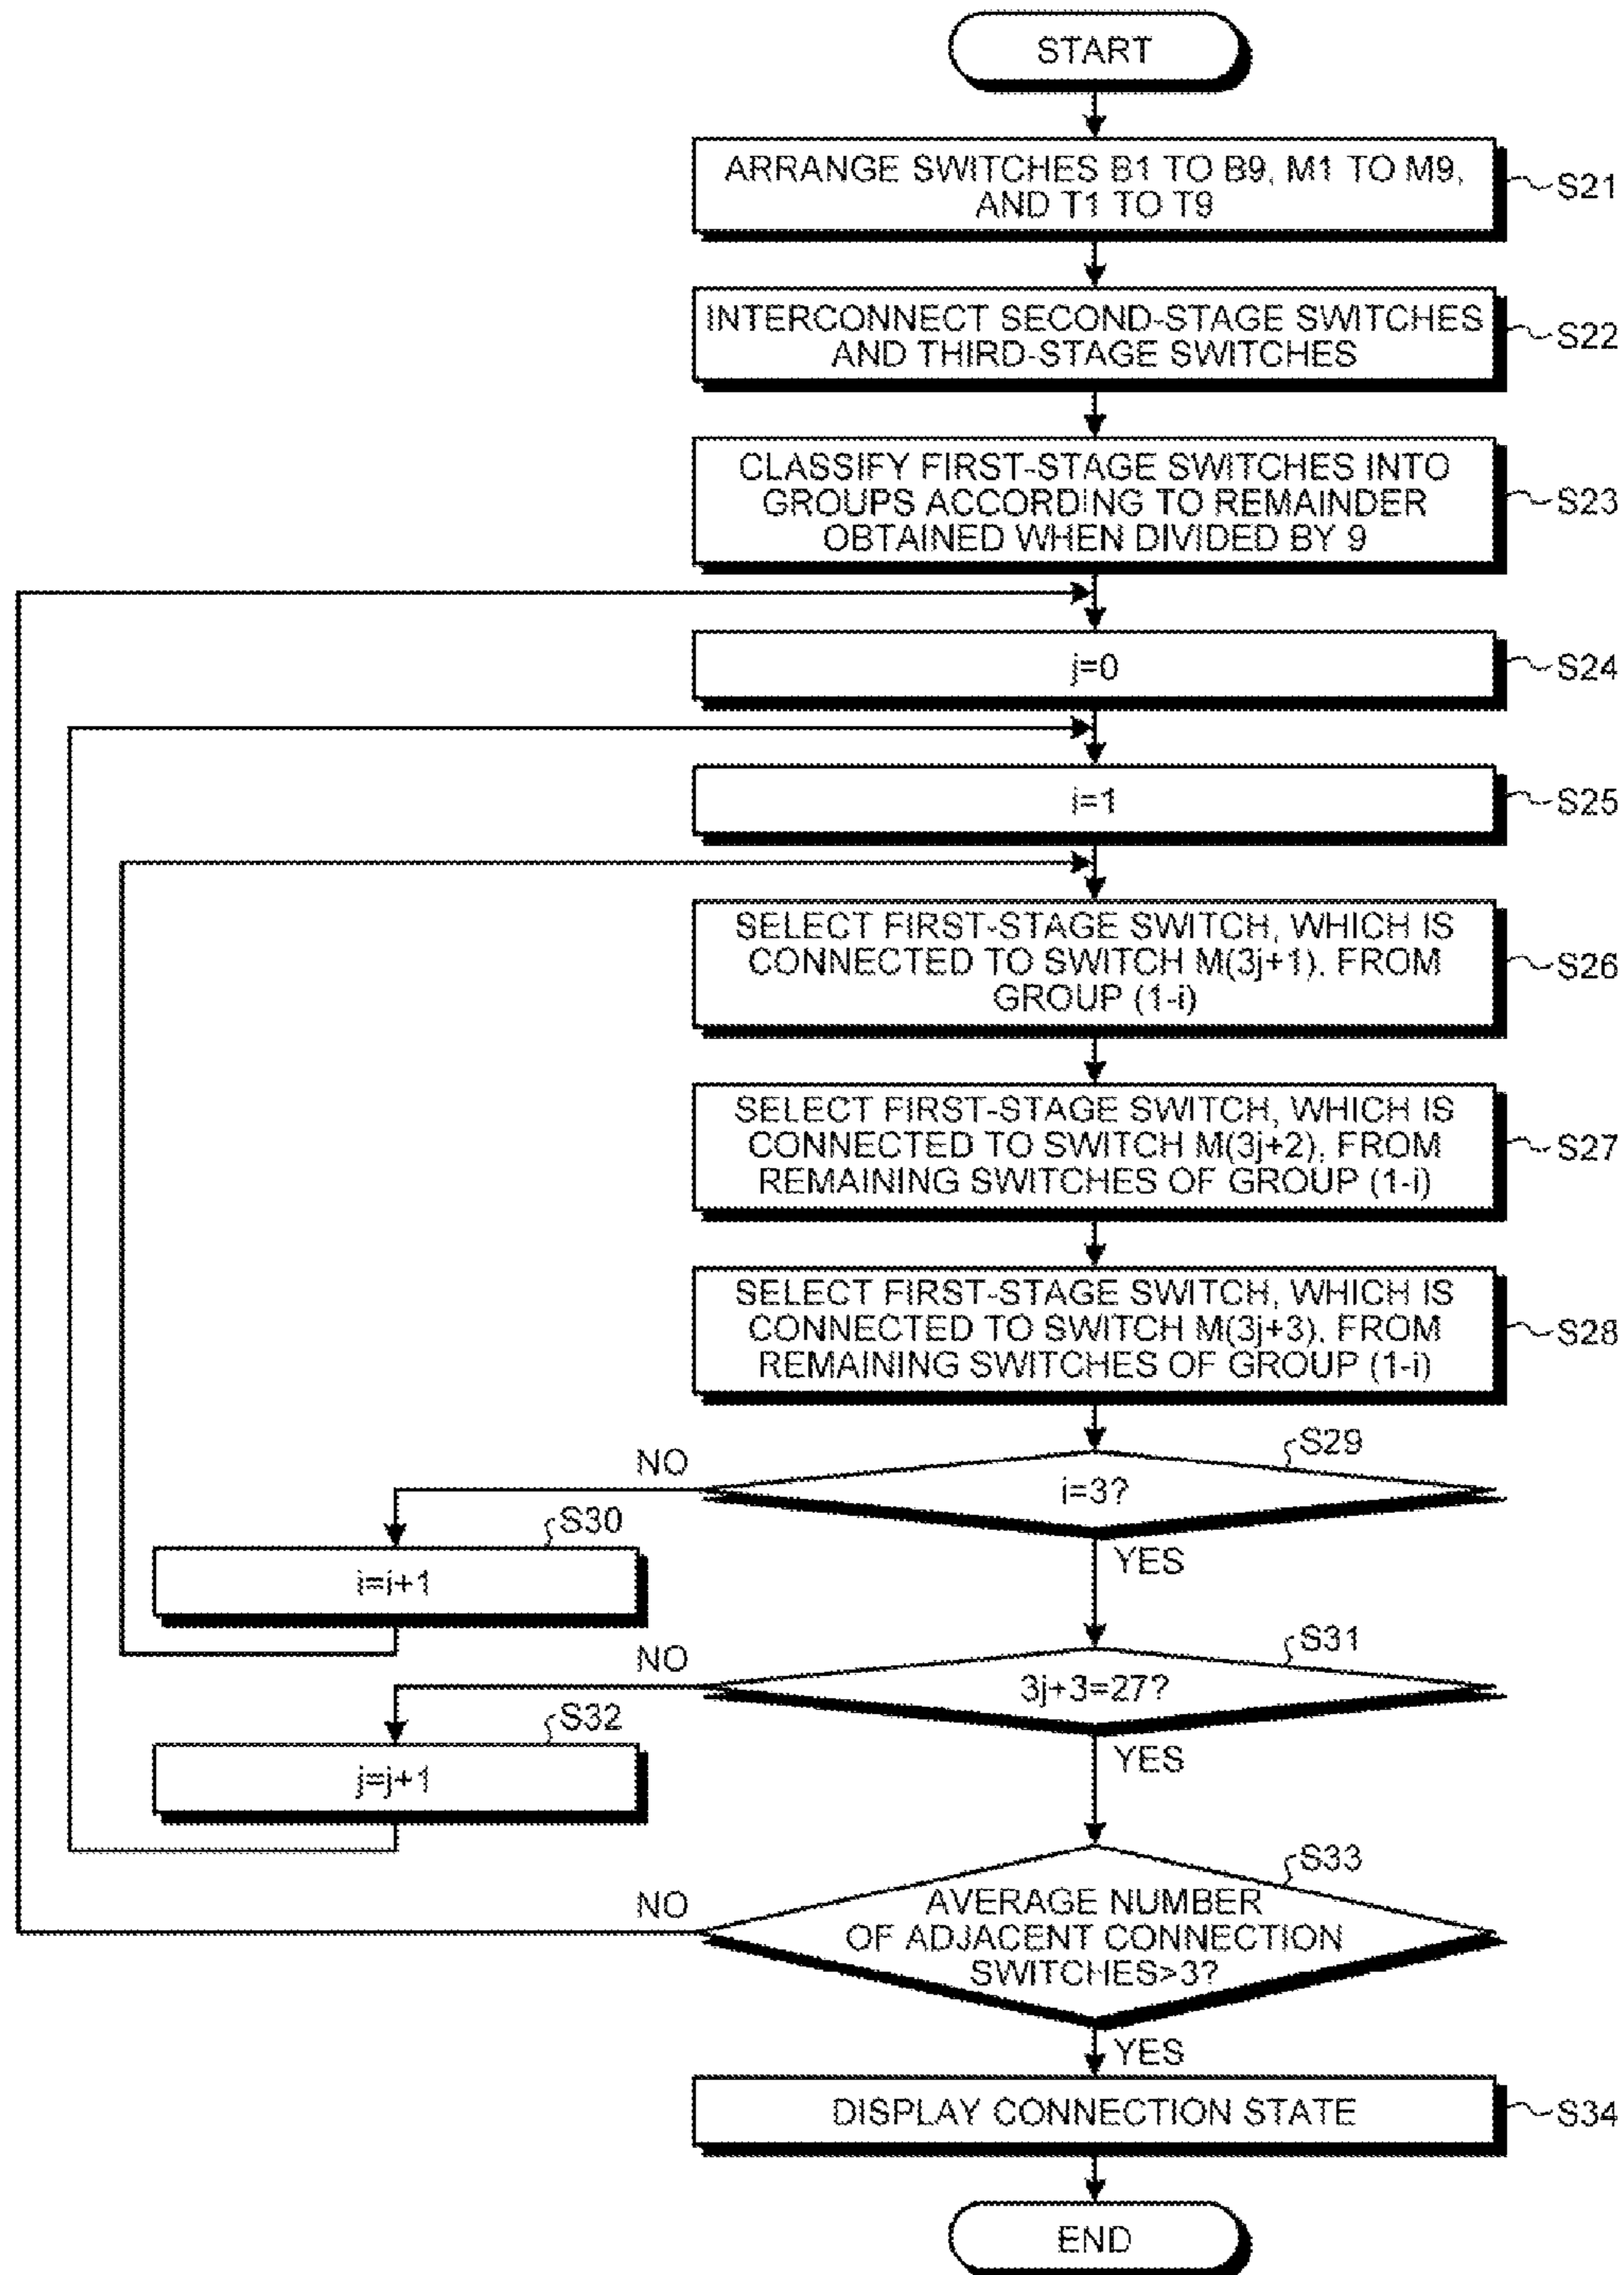 START
ARRANGE SWITCHES B1 TO B9, M1 TO M9,
AND T1 TO T9
S21
INTERCONNECT SECOND-STAGE SWITCHES
AND THIRD-STAGE SWITCHES
S22
CLASSIFY FIRST-STAGE SWITCHES INTO
GROUPS ACCORDING TO REMAINDER
OBTAINED WHEN DIVIDED BY 9
S23
j=0
S24
i=1
S25
SELECT FIRST-STAGE SWITCH, WHICH IS
CONNECTED TO SWITCH M(3j+1), FROM
GROUP (1-i)
S26
SELECT FIRST-STAGE SWITCH, WHICH IS
CONNECTED TO SWITCH M(3j+2), FROM
REMAINING SWITCHES OF GROUP (1-i)
S27
SELECT FIRST-STAGE SWITCH, WHICH IS
CONNECTED TO SWITCH M(3j+3), FROM
REMAINING SWITCHES OF GROUP (1-i)
S28
S29
NO
i=3?
S30
YES
i=i+1
S31
NO
3j+3=27?
S32
YES
j=j+1
S33
NO
AVERAGE NUMBER
OF ADJACENT CONNECTION
SWITCHES>3?
YES
DISPLAY CONNECTION STATE
S34
END